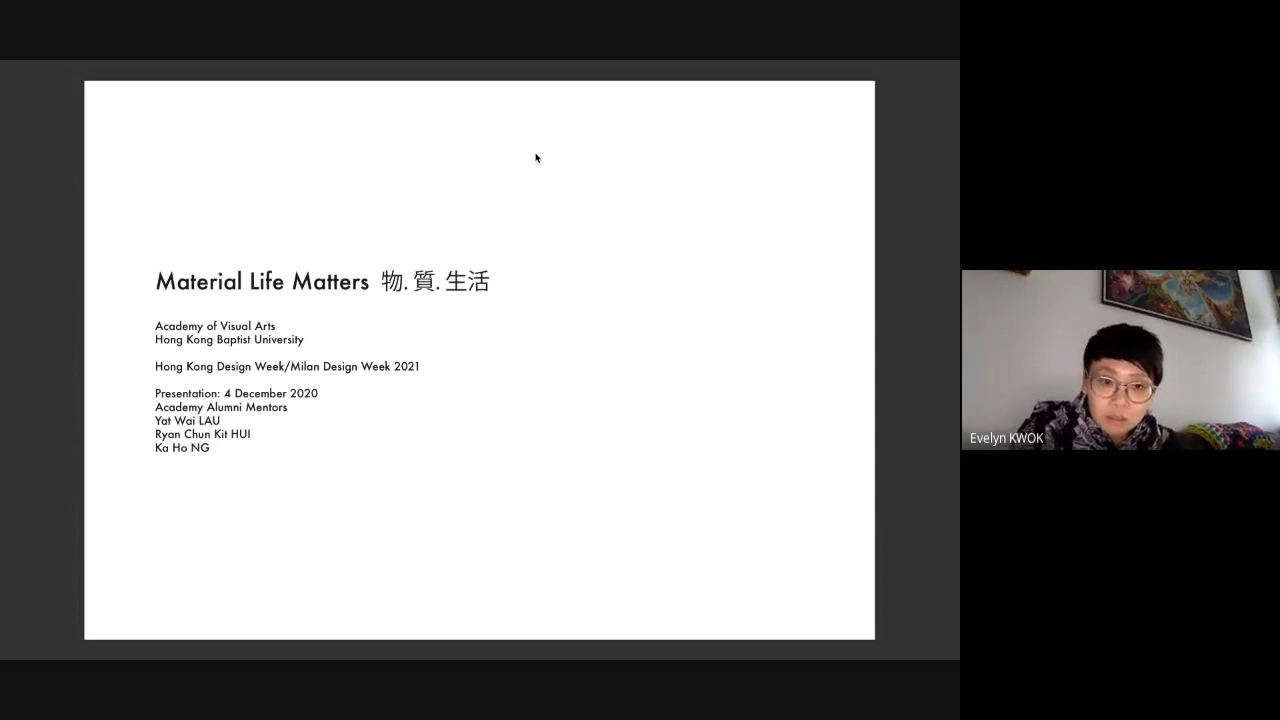 Material Life Matters 物. 質. 生活
Academy of Visual Arts
Hong Kong Baptist University
Hong Kong Design Week/Milan Design Week 2021
Presentation: 4 December 2020
Academy Alumni Mentors
Yat Wai LAU
Ryan Chun Kit HUI
Ka Ho NG
Evelyn KWOK